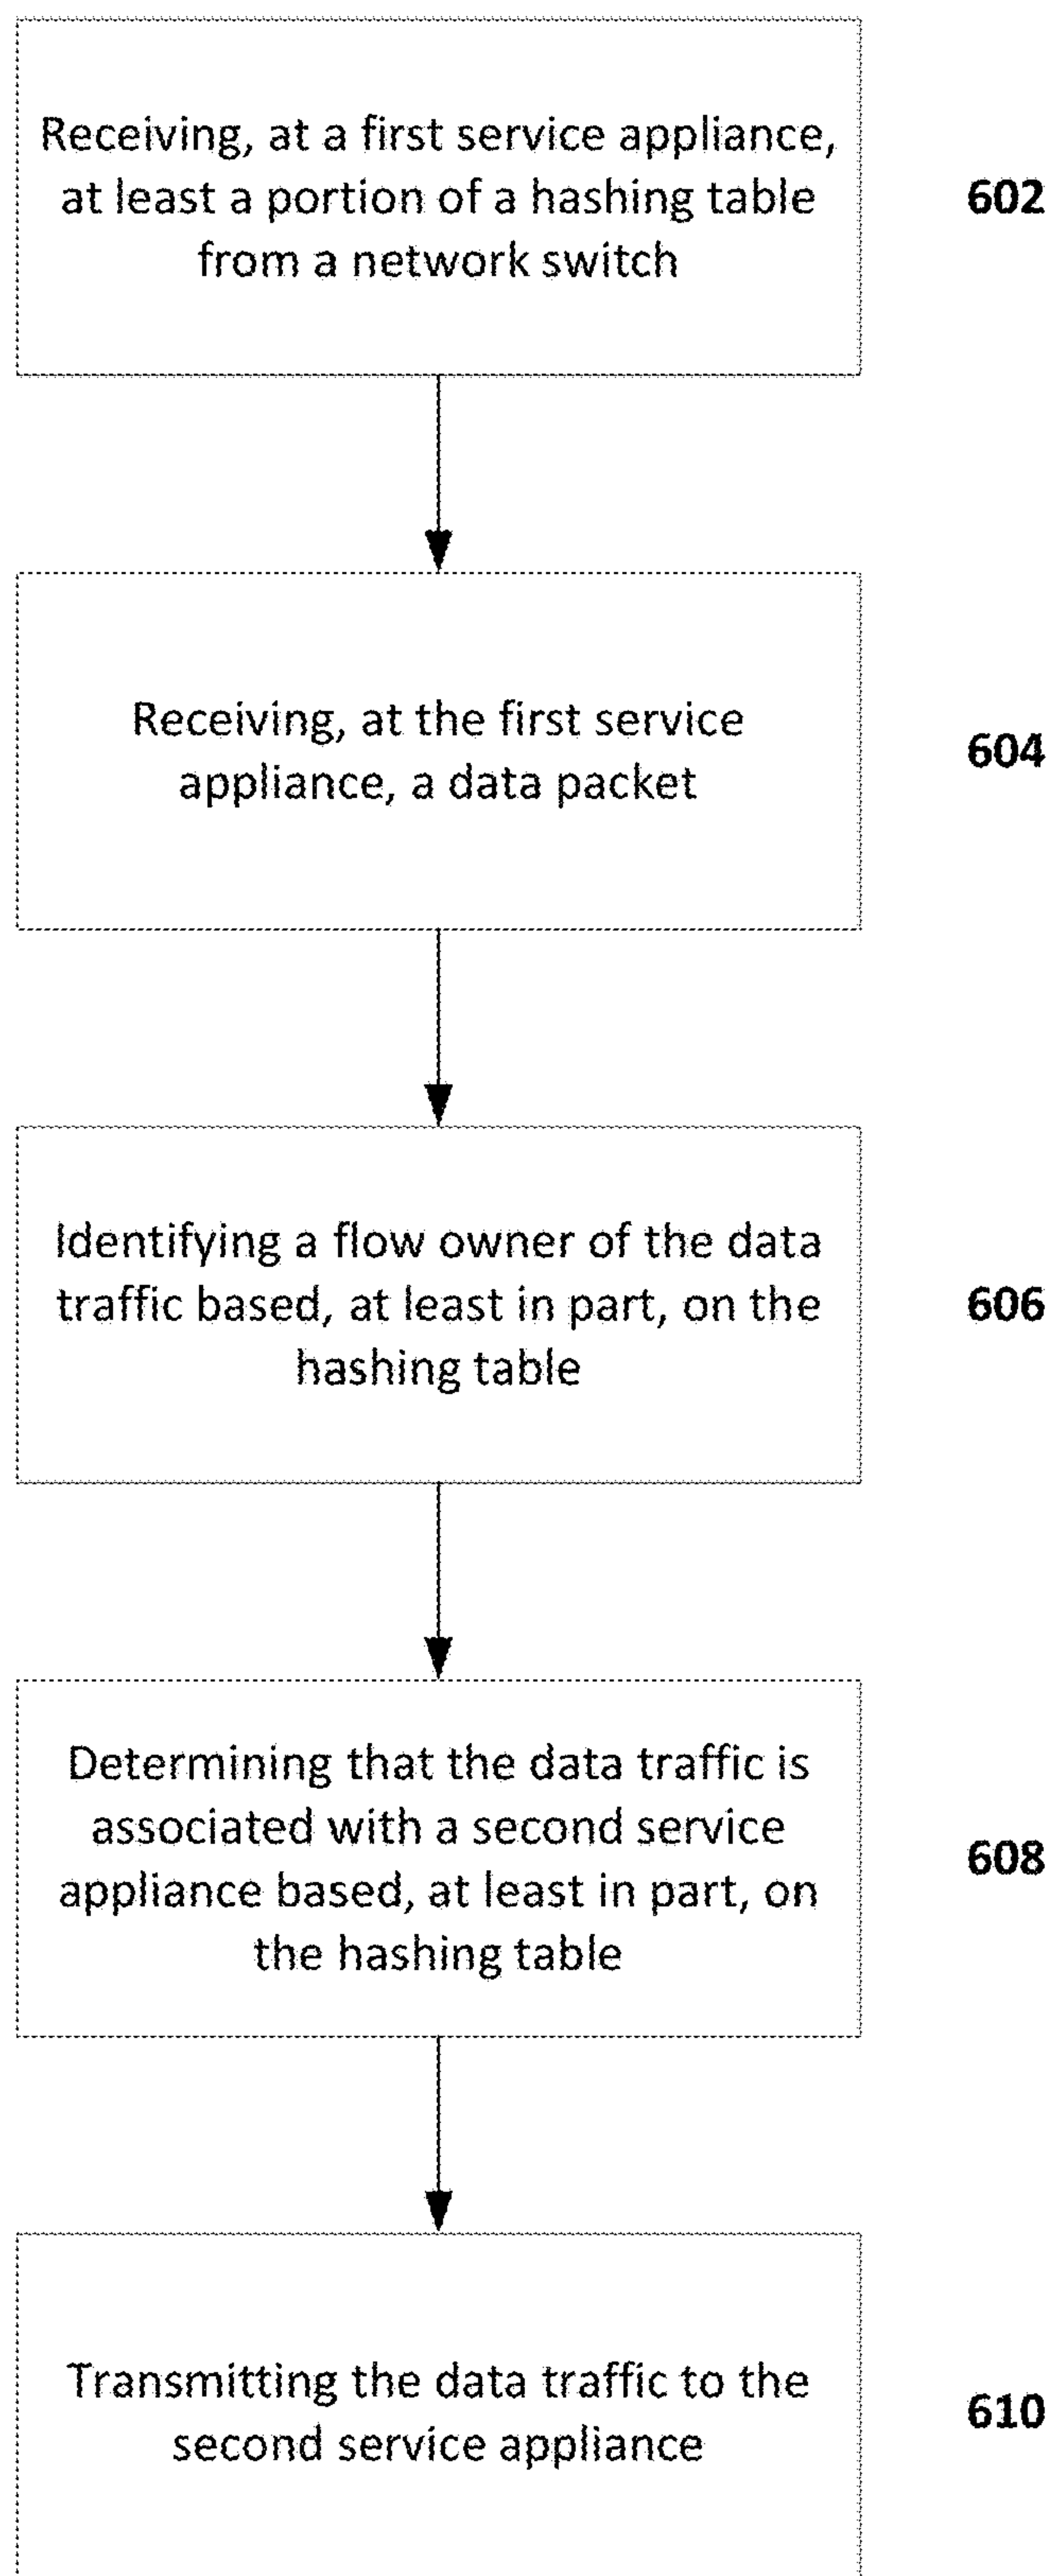 Receiving, at a first service appliance,
at least a portion of a hashing table
from a network switch
602
Receiving, at the first service
appliance, a data packet
604
Identifying a flow owner of the data
traffic based, at least in part, on the
hashing table
606
Determining that the data traffic is
associated with a second service
appliance based, at least in part, on
the hashing table
608
Transmitting the data traffic to the
second service appliance
610